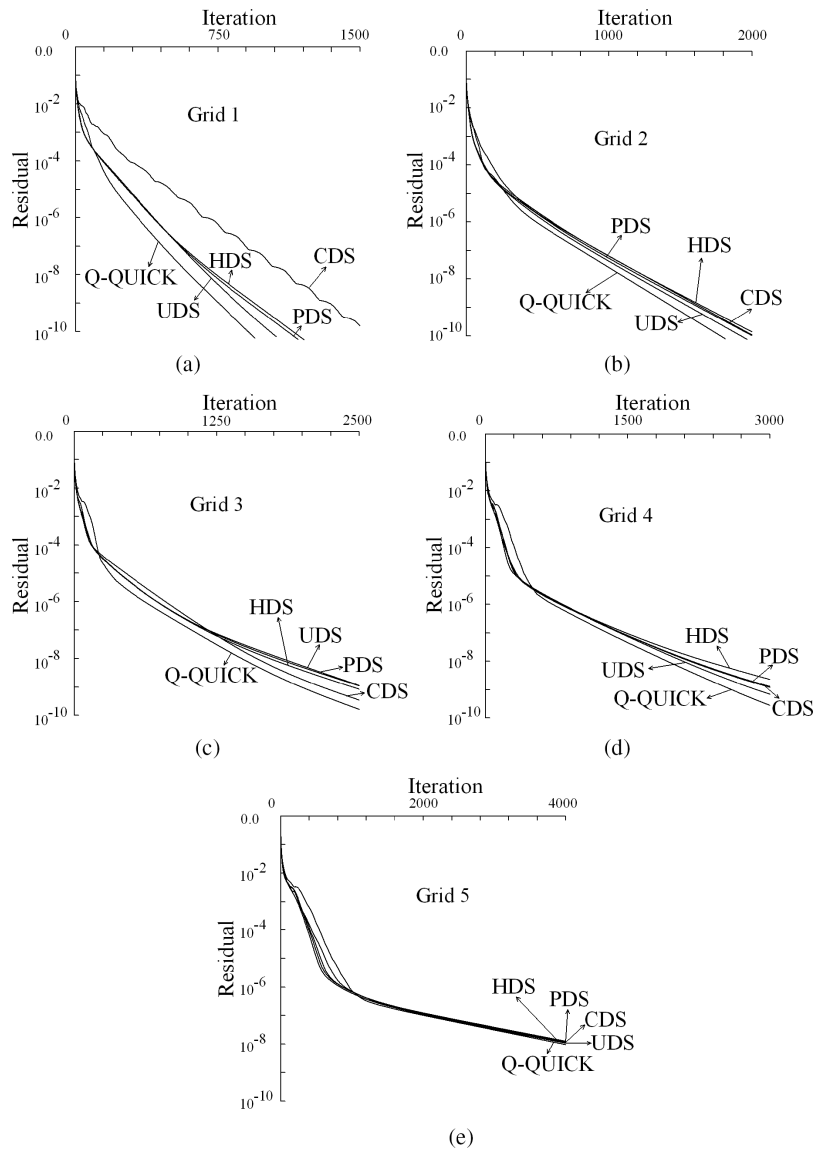 Iteration
0 750 1500
0.0
10-2
10-4
10-6
10-8
10-10
Residual
Grid 1
Q-QUICK
UDS
HDS
CDS
PDS
(a)
Iteration
0 1000 2000
0.0
10-2
10-4
10-6
10-8
10-10
Residual
Grid 2
PDS
HDS
CDS
Q-QUICK
UDS
(b)
Iteration
0 1250 2500
0.0
10-2
10-4
10-6
10-8
10-10
Residual
Grid 3
HDS
UDS
PDS
Q-QUICK
CDS
(c)
Iteration
0 1500 3000
0.0
10-2
10-4
10-6
10-8
10-10
Residual
Grid 4
HDS
PDS
UDS
Q-QUICK
CDS
(d)
Iteration
0 2000 4000
0.0
10-2
10-4
10-6
10-8
10-10
Residual
Grid 5
HDS
PDS
CDS
UDS
Q-QUICK
(e)